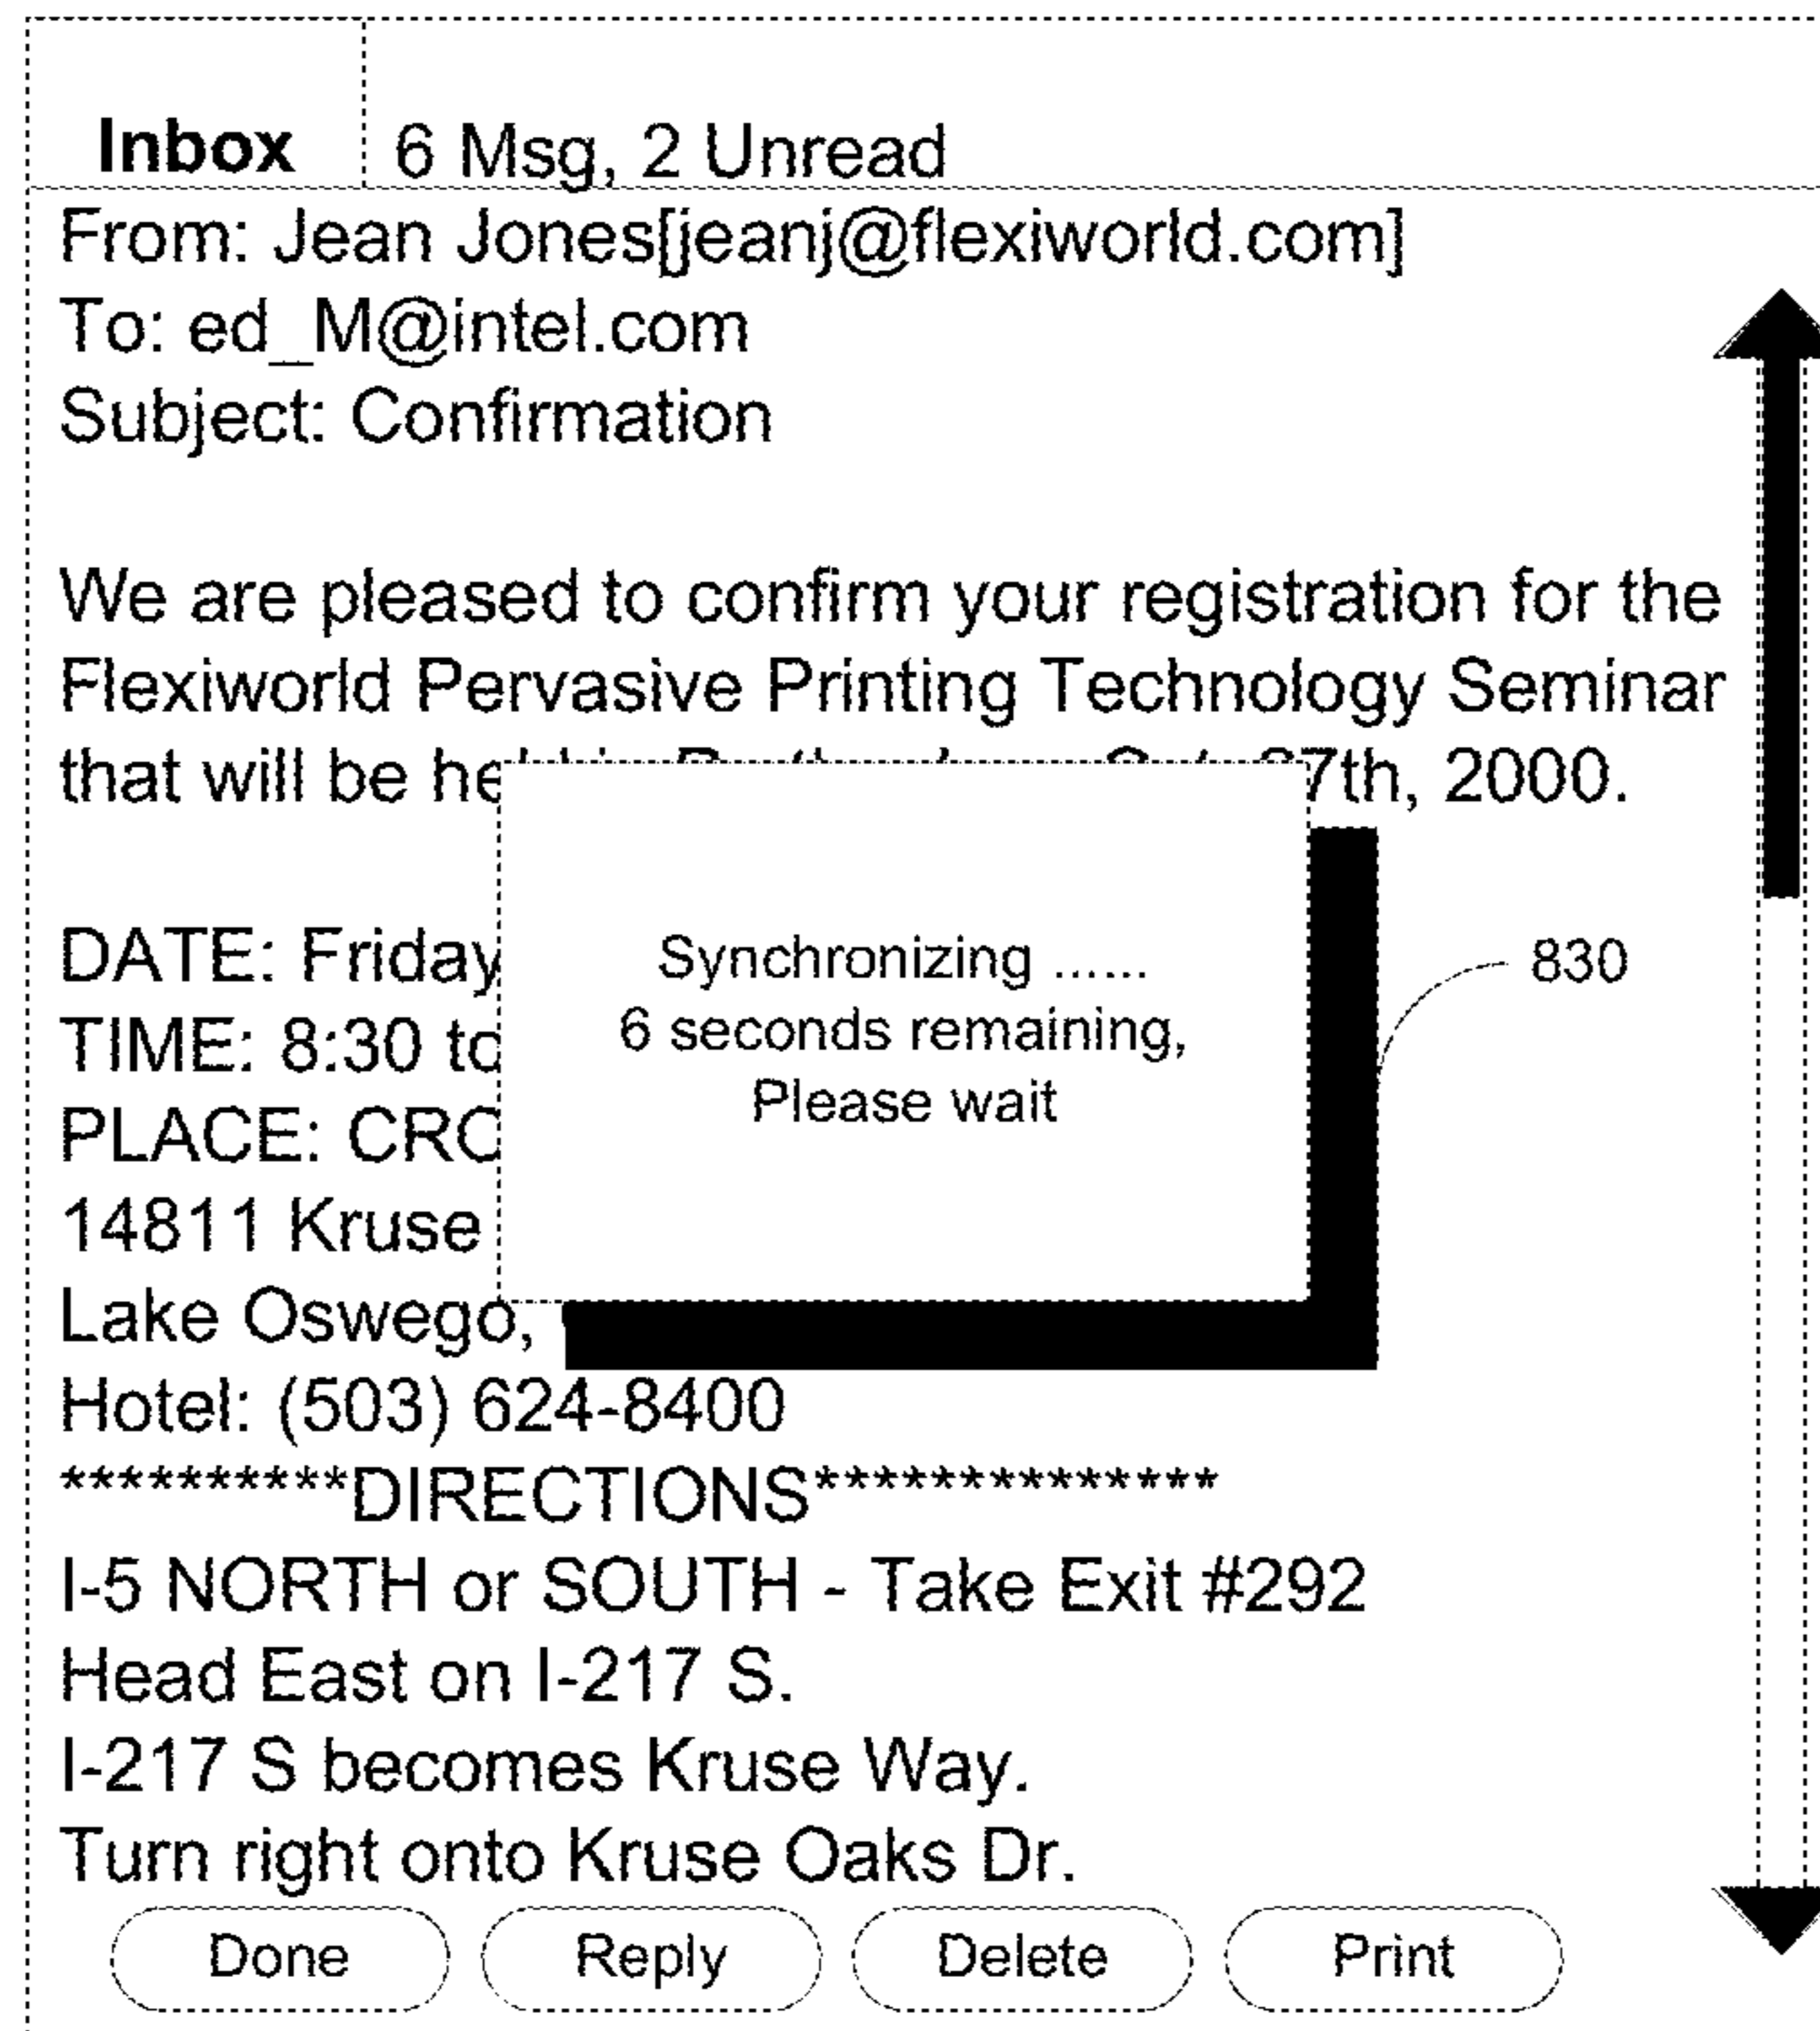 Inbox 6 Msg, 2 Unread
From: Jean Jones[jeanj@flexiworld.com]
To: ed_M@intel.com
Subject: Confirmation
We are pleased to confirm your registration for the
Flexiworld Pervasive Printing Technology Seminar
that will be 7th, 2000.
DATE: Friday
TIME: 8:30 to
PLACE:
14811 Kruse
Lake Oswego,
Synchronizing ......
6 seconds remaining,
Please wait
830
Hotel: (503) 624-8400
**********DIRECTIONS**************
I-5 NORTH or SOUTH - Take Exit #292
Head East on I-217 S.
I-217 S becomes Kruse Way.
Turn right onto Kruse Oaks Dr.
Done Reply Delete Print